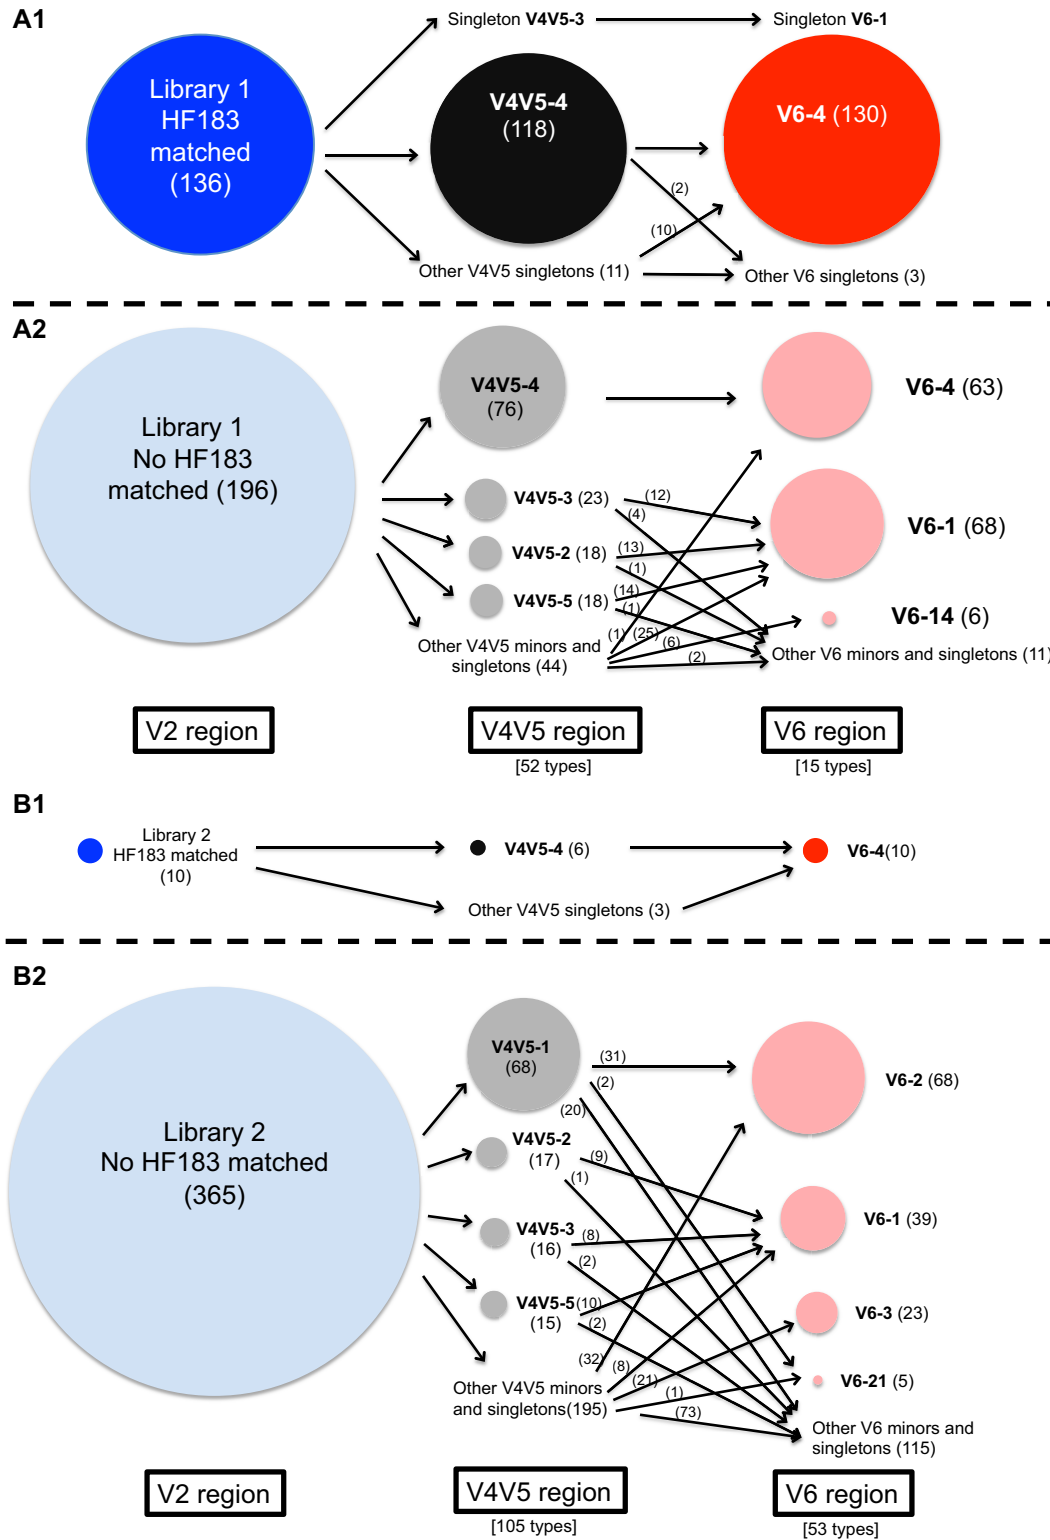 A1
Singleton V4V5-3
Singleton V6-1
Library 1
HF183
matched
(136)
V4V5-4
(118)
V6-4 (130)
(2)
(10)
Other V4V5 singletons (11)
Other V6 singletons (3)
A2
Library 1
No HF183
matched (196)
V4V5-4
(76)
V6-4 (63)
V4V5-3 (23)
(12)
(4)
V6-1 (68)
V4V5-2 (18)
(13)
(1)
V4V5-5 (18)
(14)
(1)
V6-14 (6)
Other V4V5 minors and
singletons (44)
(1)
(25)
(6)
(2)
Other V6 minors and singletons (11)
V2 region
V4V5 region
[52 types]
V6 region
[15 types]
B1
Library 2
HF183 matched
(10)
V4V5-4 (6)
V6-4(10)
Other V4V5 singletons (3)
B2
Library 2
No HF183 matched
(365)
V4V5-1
(68)
(31)
(2)
(20)
V6-2 (68)
V4V5-2
(17)
(9)
(1)
V6-1 (39)
V4V5-3
(16)
(8)
(2)
V4V5-5(10)
(15)
(2)
V6-3 (23)
(32)
(8)
(21)
(1)
(73)
V6-21 (5)
Other V4V5 minors
and singletons(195)
Other V6 minors and
singletons (115)
V2 region
V4V5 region
[105 types]
V6 region
[53 types]